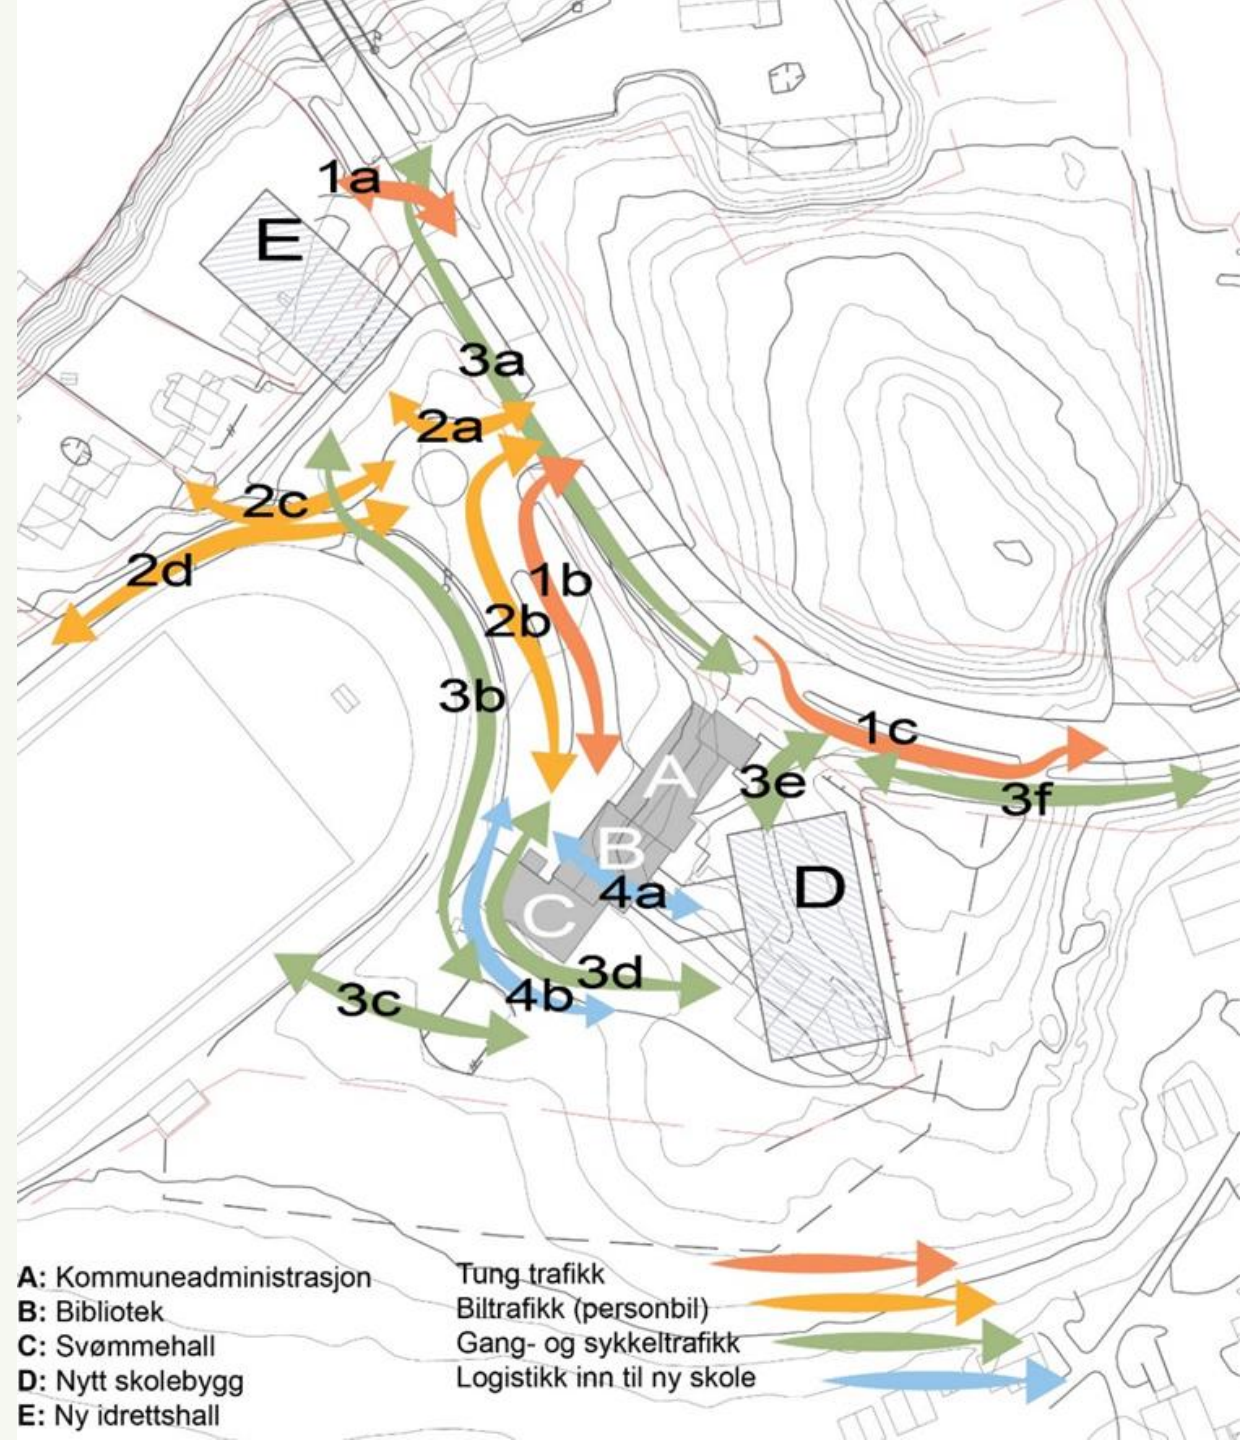 1a
E
3a
2a
2c
2d
1b
2b
3b
1c
A
3e
3f
B
D
4a
C
3d
4b
3c
A: Kommuneadministrasjon
B: Bibliotek
C: Svømmehall
D: Nytt skolebygg
E: Ny idrettshall
Tung trafikk
Biltrafikk (personbil)
Gang- og sykkeltrafikk
Logistikk inn til ny skole